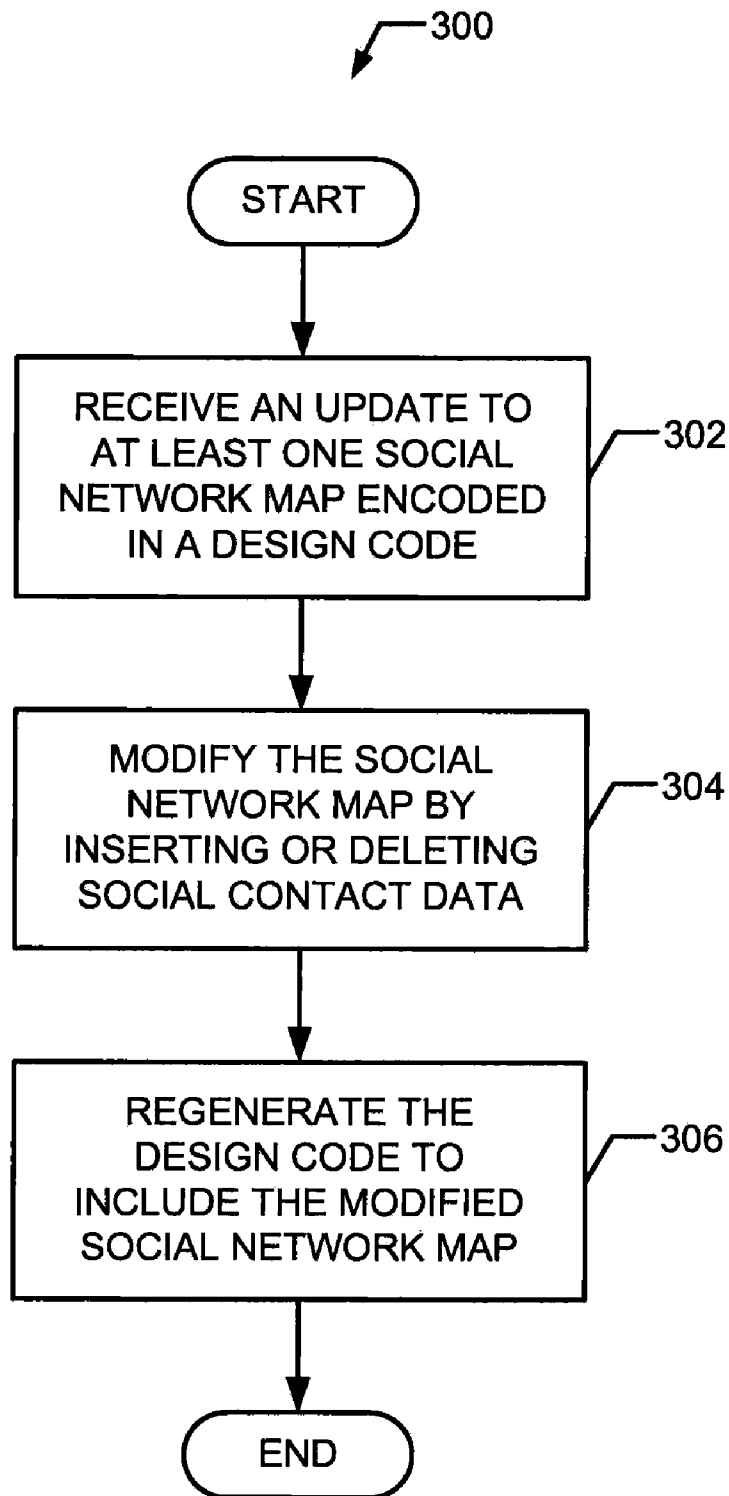 300
START
RECEIVE AN UPDATE TO
AT LEAST ONE SOCIAL
NETWORK MAP ENCODED
IN A DESIGN CODE
302
MODIFY THE SOCIAL
NETWORK MAP BY
INSERTING OR DELETING
SOCIAL CONTACT DATA
304
REGENERATE THE
DESIGN CODE TO
INCLUDE THE MODIFIED
SOCIAL NETWORK MAP
306
END